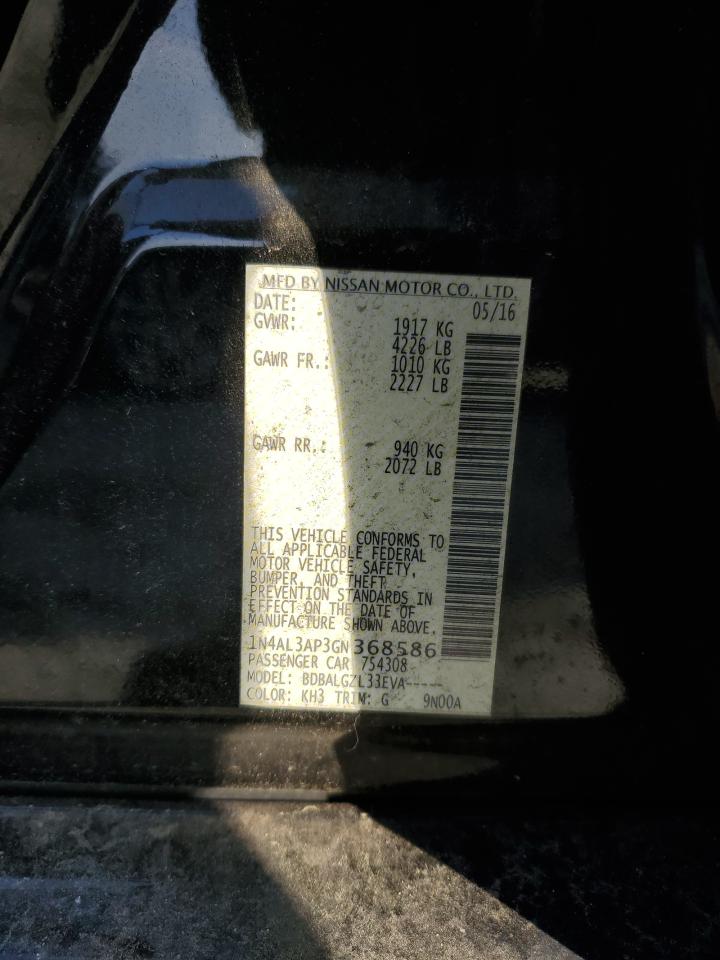 MFD BY NISSAN MOTOR CO., LTD.
DATE: 05/16
GVWR: 1917 KG
4226 LB
GAWR FR.: 1010 KG
2227 LB
GAWR RR.: 940 KG
2072 LB
THIS VEHICLE CONFORMS TO
ALL APPLICABLE FEDERAL
MOTOR VEHICLE SAFETY,
BUMPER, AND THEFT
PREVENTION STANDARDS IN
EFFECT ON THE DATE OF
MANUFACTURE SHOWN ABOVE.
1N4AL3AP3GN368586
PASSENGER CAR 754308
MODEL: BDBALGZL33EVA-----
COLOR: KH3 TRIM: G 9N00A